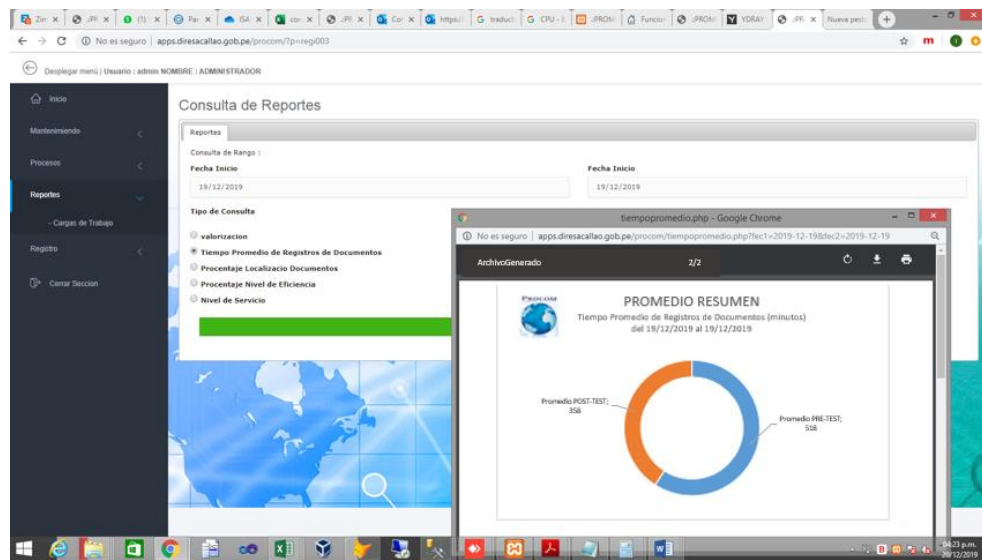 No es seguro | apps.diresacallao.gob.pe/procom/?p=regi003
Desplegar menú | Usuario : admin NOMBRE : ADMINISTRADOR
Inicio
Mantenimiento
Procesos
Reportes
- Cargas de Trabajo
Registro
Cerrar Seccion
Consulta de Reportes
Reportes
Consulta de Rango :
Fecha Inicio
Fecha Inicio
19/12/2019
19/12/2019
Tipo de Consulta
valorizacion
Tiempo Promedio de Registros de Documentos
Procentaje Localizacio Documentos
Procentaje Nivel de Eficiencia
Nivel de Servicio
tiempopromedio.php - Google Chrome
No es seguro | apps.diresacallao.gob.pe/procom/tiempopromedio.php?fec1=2019-12-19&dec2=2019-12-19
ArchivoGenerado
2/2
PROCOM
PROMEDIO RESUMEN
Tiempo Promedio de Registros de Documentos (minutos)
del 19/12/2019 al 19/12/2019
Promedio POST-TEST;
358
Promedio PRE-TEST;
518
04:23 p.m.
20/12/2019